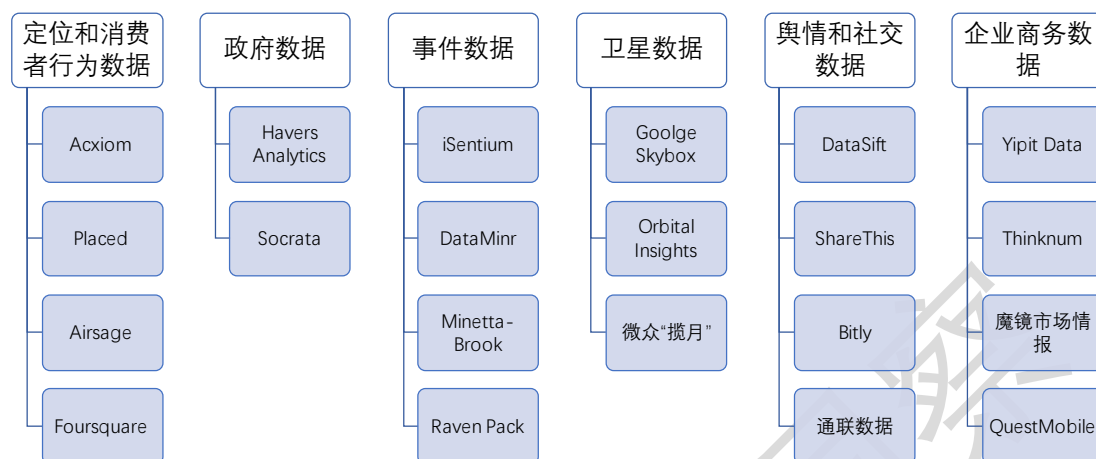 定位和消费
者行为数据
Acxiom
Placed
Airsage
Foursquare
政府数据
Havers
Analytics
Socrata
事件数据
iSentium
DataMinr
Minetta-
Brook
Raven Pack
卫星数据
Goolge
Skybox
Orbital
Insights
微众“揽月”
舆情和社交
数据
DataSift
ShareThis
Bitly
通联数据
企业商务数
据
Yipit Data
Thinknum
魔镜市场情
报
QuestMobile
察